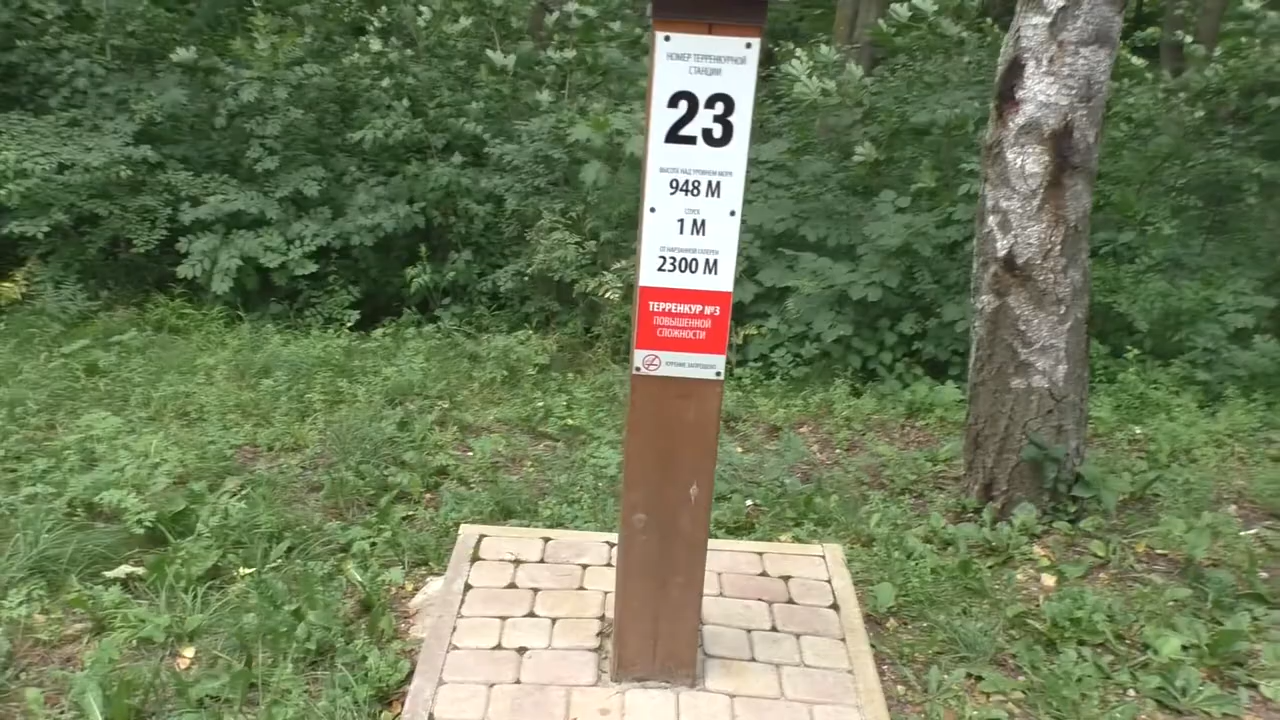 НОМЕР ТЕРРЕНКУРНОЙ
СТАНЦИИ
23
ВЫСОТА НАД УРОВНЕМ МОРЯ
948 М
СПУСК
1 М
ОТ НАРЗАННОЙ ГАЛЕРЕИ
2300 М
ТЕРРЕНКУР №3
ПОВЫШЕННОЙ
СЛОЖНОСТИ
КУРЕНИЕ ЗАПРЕЩЕНО